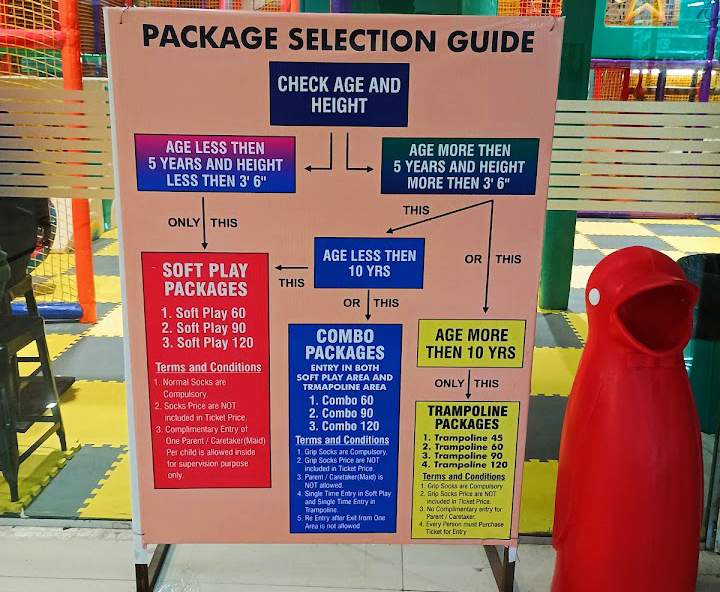 PACKAGE SELECTION GUIDE
CHECK AGE AND
HEIGHT
AGE LESS THEN
5 YEARS AND HEIGHT
LESS THEN 3' 6"
AGE MORE THEN
5 YEARS AND HEIGHT
MORE THEN 3' 6"
ONLY THIS
THIS
OR THIS
AGE LESS THEN
10 YRS
THIS
OR THIS
SOFT PLAY
PACKAGES
1. Soft Play 60
2. Soft Play 90
3. Soft Play 120
Terms and Conditions
1. Normal Socks are
Compulsory.
2. Socks Price are NOT
included in Ticket Price.
3. Complimentary Entry of
One Parent / Caretaker(Maid)
Per child is allowed inside
for supervision purpose
only.
COMBO
PACKAGES
ENTRY IN BOTH
SOFT PLAY AREA AND
TRMAPOLINE AREA
1. Combo 60
2. Combo 90
3. Combo 120
Terms and Conditions
1. Grip Socks are Compulsory.
2. Grip Socks Price are NOT
included in Ticket Price.
3. Parent / Caretaker(Maid) is
NOT allowed.
4. Single Time Entry in Soft Play
and Single Time Entry in
Trampoline.
5. Re Entry after Exit from One
Area is not allowed
AGE MORE
THEN 10 YRS
ONLY THIS
TRAMPOLINE
PACKAGES
1. Trampoline 45
2. Trampoline 60
3. Trampoline 90
4. Trampoline 120
Terms and Conditions
1. Grip Socks are Compulsory
2. Grip Socks Price are NOT
included in Ticket Price.
3. No Complimentary entry for
Parent / Caretaker.
4. Every Person must Purchase
Ticket for Entry